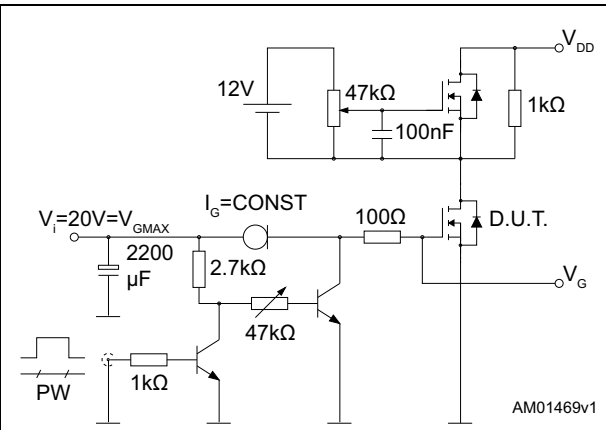 V_DD
12V
47kΩ
1kΩ
100nF
I_G=CONST
V_i=20V=V_GMAX
100Ω
D.U.T.
2200
μF
2.7kΩ
V_G
47kΩ
1kΩ
PW
AM01469v1